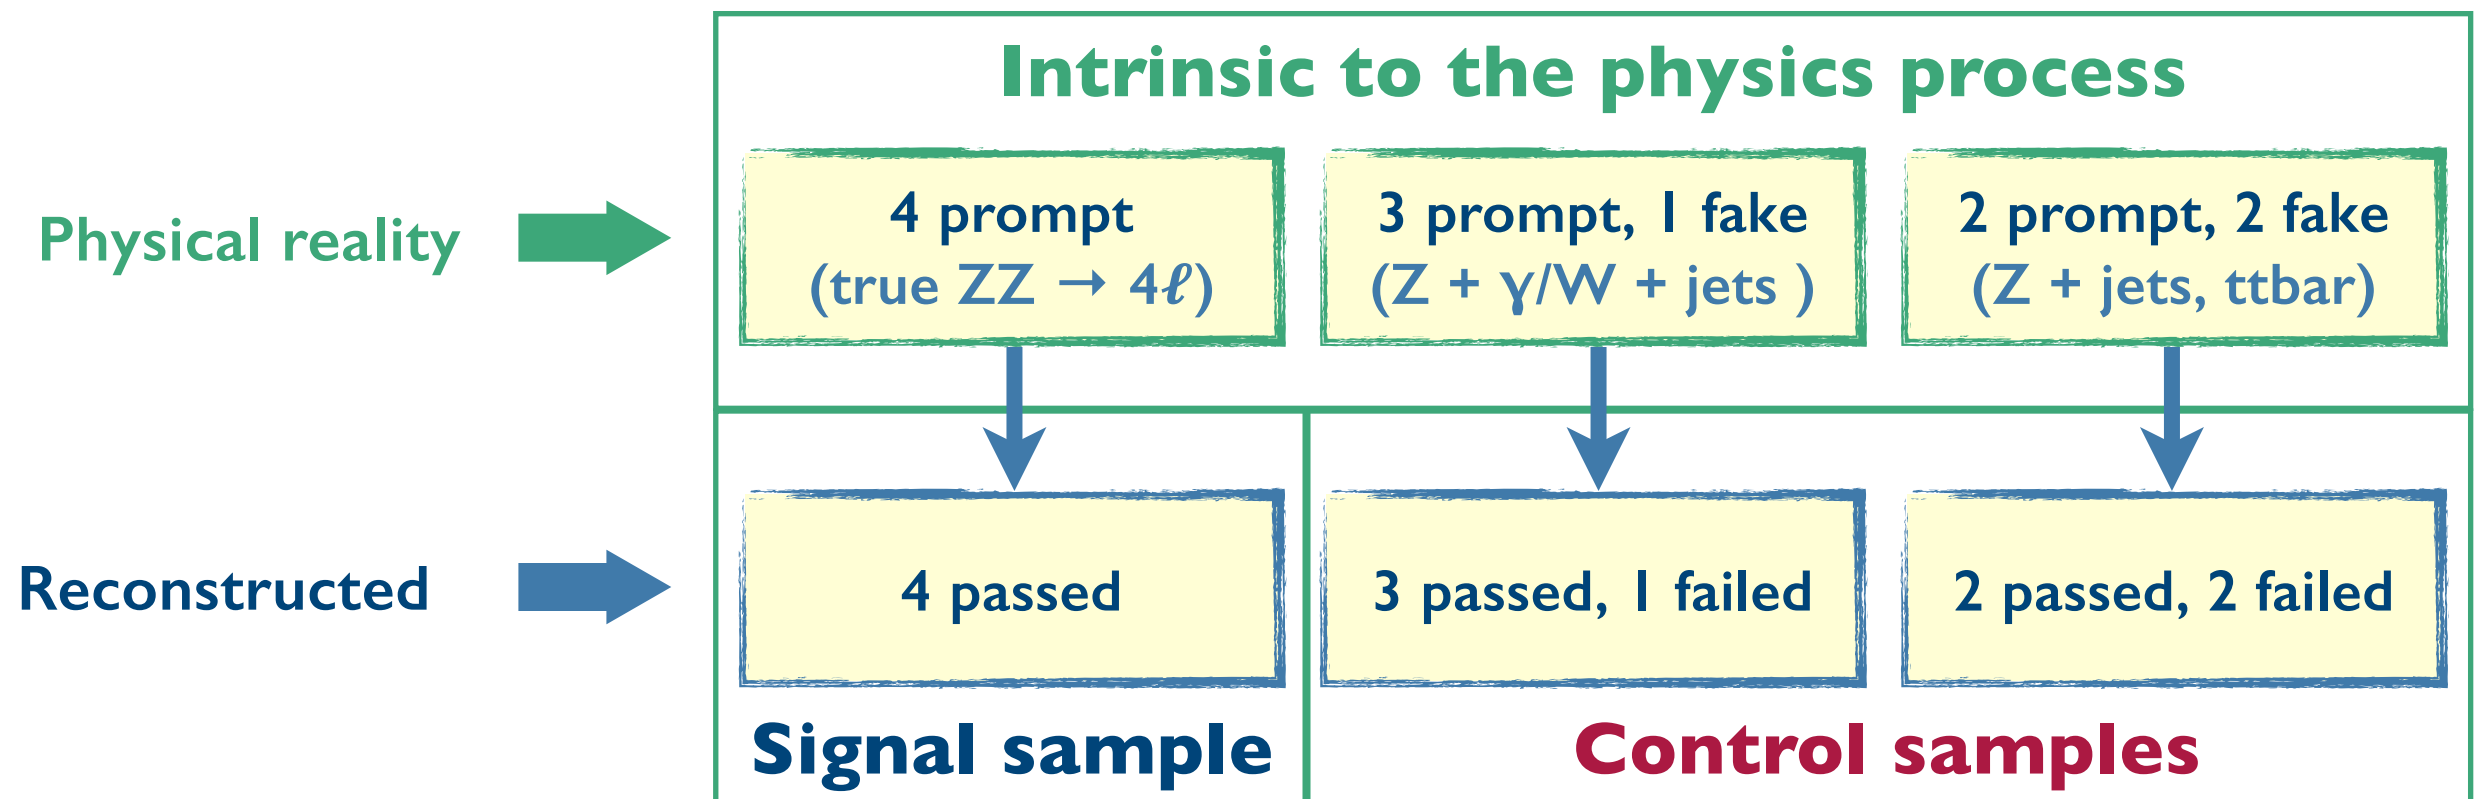 Intrinsic to the physics process
Physical reality
4 prompt
(true ZZ → 4ℓ)
3 prompt, 1 fake
(Z + γ/W + jets )
2 prompt, 2 fake
(Z + jets, ttbar)
Reconstructed
4 passed
3 passed, 1 failed
2 passed, 2 failed
Signal sample
Control samples